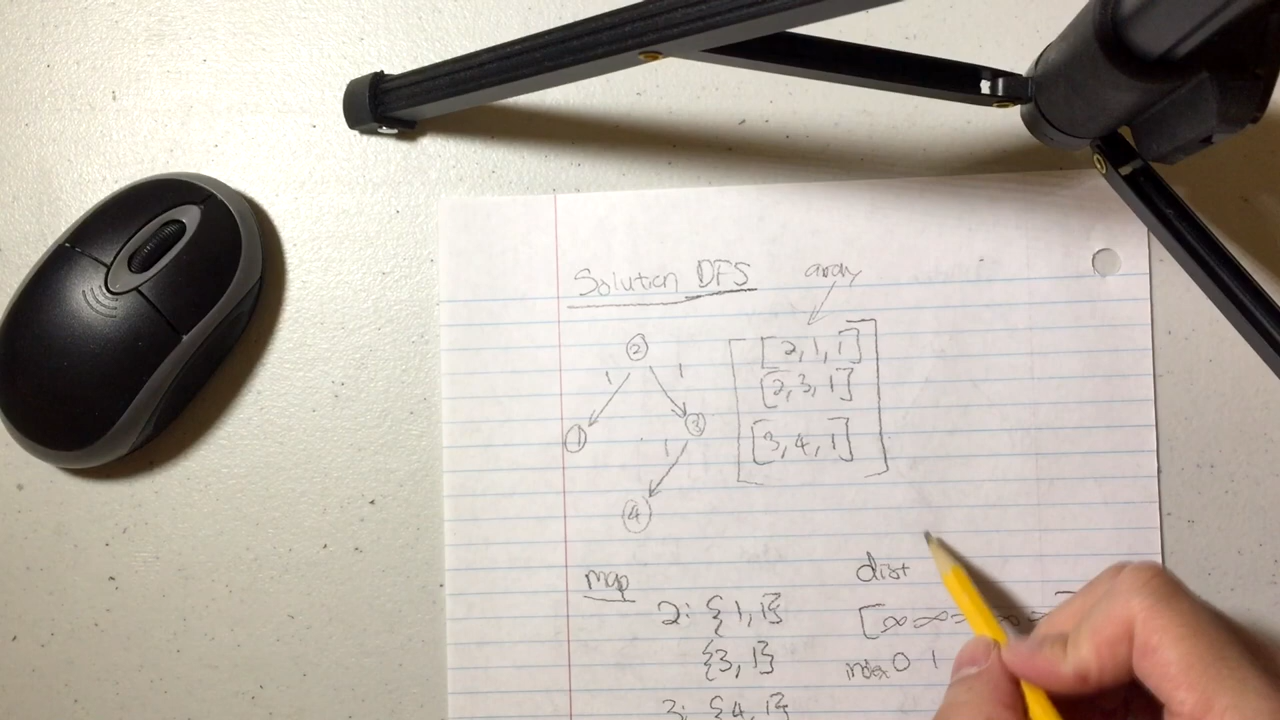 Solution DFS
array
2
1 1
[2, 1, 1]
[2, 3, 1]
1
3
1
[3, 4, 1]
4
map
dist
2: {1, 1}
[∞ ∞ ∞ ∞
{3, 1}
index 0 1
3: {4, 1}